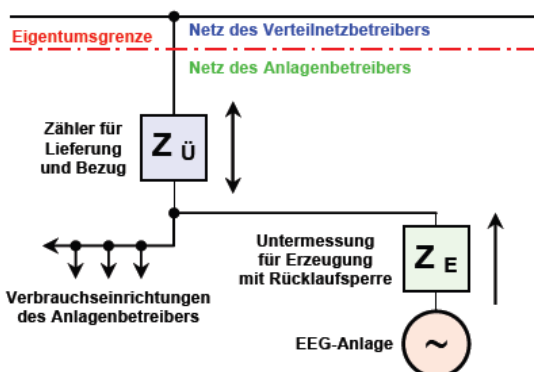 Netz des Verteilnetzbetreibers
Eigentumsgrenze
Netz des Anlagenbetreibers
Zähler für
Lieferung
und Bezug
Z Ü
Untermessung
für Erzeugung
mit Rücklaufsperre
Z E
Verbrauchseinrichtungen
des Anlagenbetreibers
EEG-Anlage
~